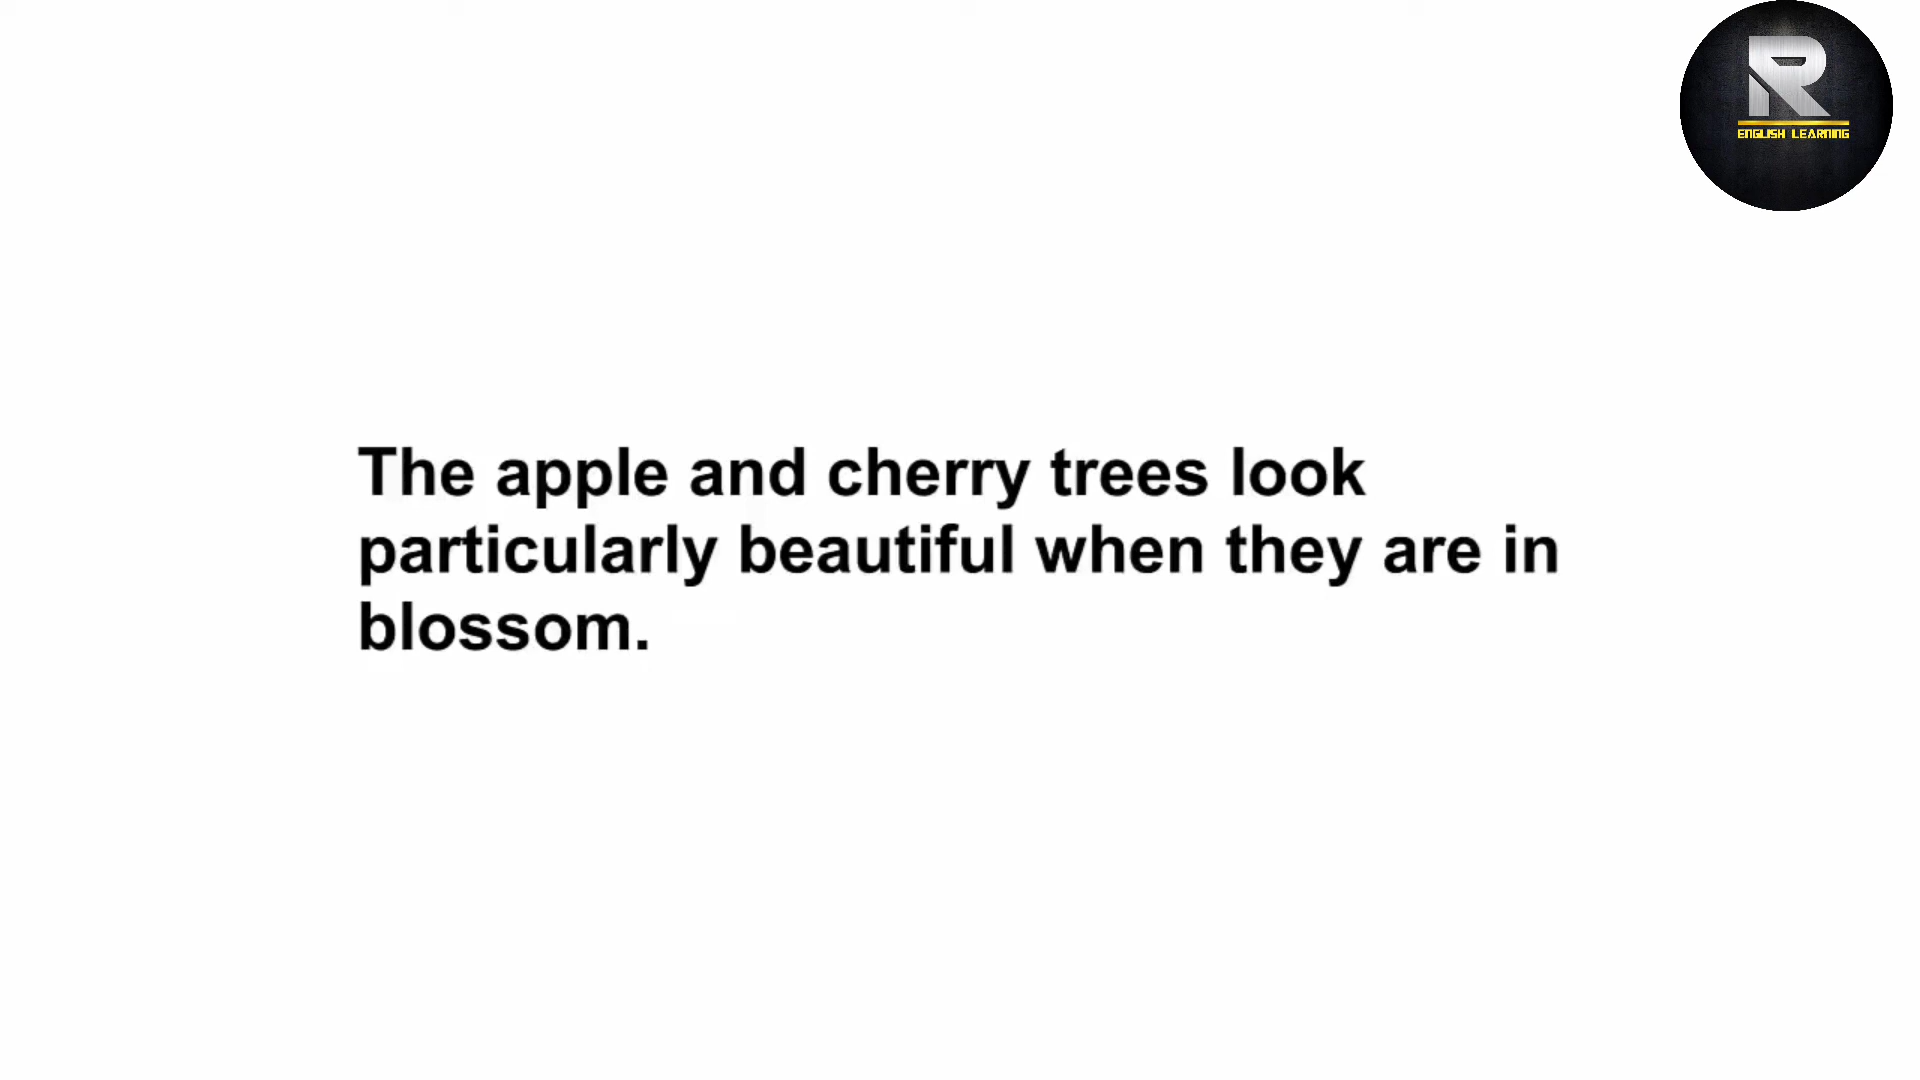 R
ENGLISH LEARNING
The apple and cherry trees look
particularly beautiful when they are in
blossom.